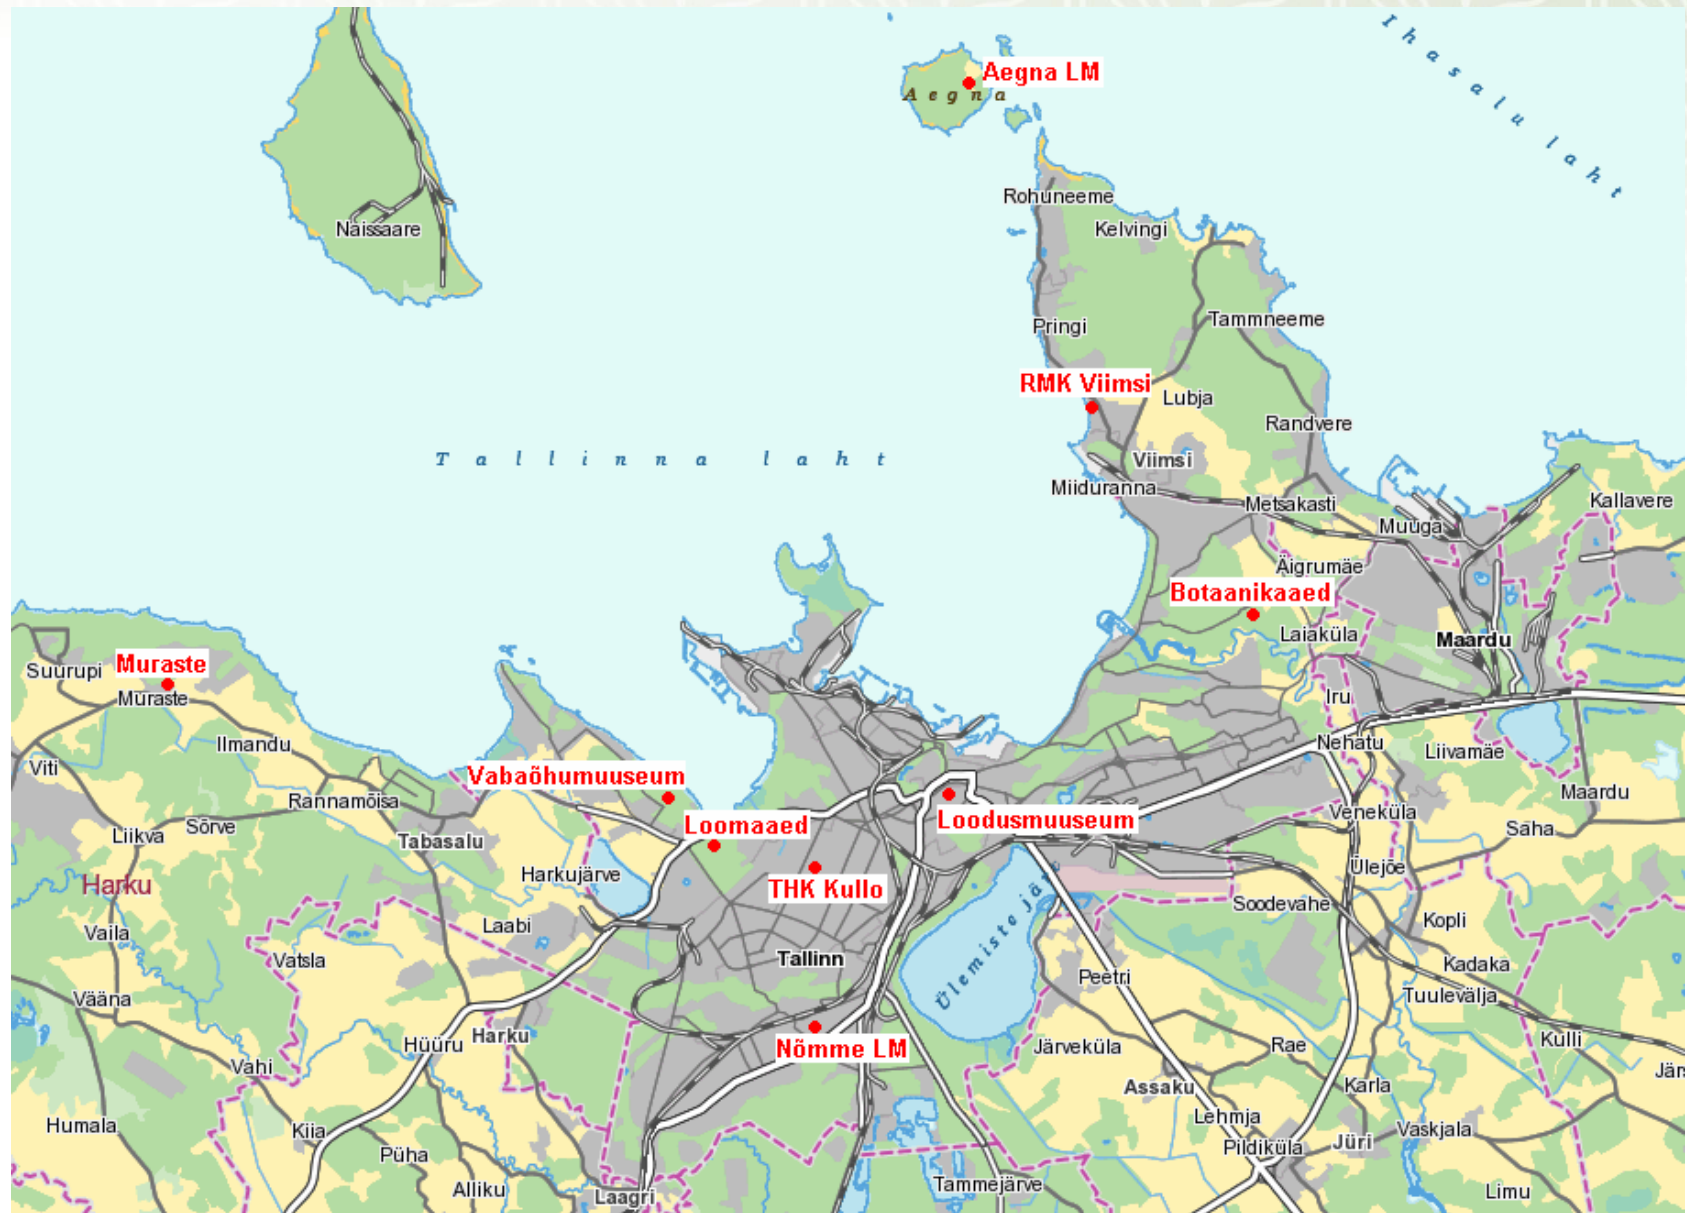 Ihasalu laht
Aegna LM
Aegna
Rohuneeme
Kelvingi
Naissaare
Pringi
Tammneeme
RMK Viimsi
Lubja
Randvere
Tallinna laht
Viimsi
Miiduranna
Metsakasti
Kallavere
Muuga
Äigrumäe
Botaanikaaed
Laiaküla
Maardu
Suurupi
Muraste
Muraste
Iru
Ilmandu
Nehatu
Liivamäe
Viti
Vabaõhumuuseum
Rannamõisa
Maardu
Veneküla
Liikva
Sõrve
Tabasalu
Loomaaed
Loodusmuuseum
Saha
Harku
Harkujärve
THK Kullo
Ülejõe
Soodevahe
Laabi
Kopli
Vaila
Vatsla
Tallinn
Ülemiste järv
Peetri
Kadaka
Tuulevälja
Vääna
Hüüru
Harku
Nõmme LM
Järveküla
Rae
Kulli
Vahi
Assaku
Karla
Järs
Humala
Kiia
Lehmja
Vaskjala
Püha
Pildiküla
Jüri
Alliku
Laagri
Tammejärve
Limu